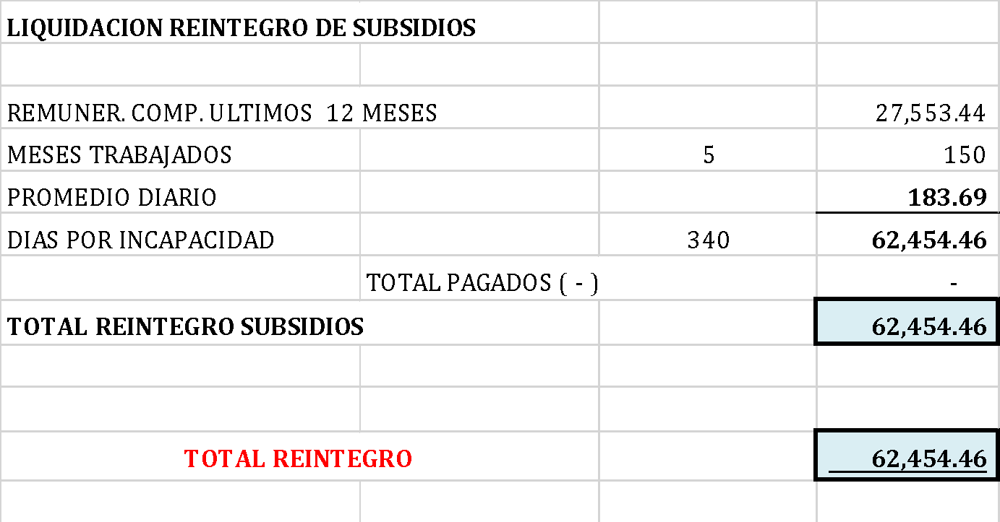 LIQUIDACION REINTEGRO DE SUBSIDIOS
REMUNER. COMP. ULTIMOS 12 MESES 27,553.44
MESES TRABAJADOS 5 150
PROMEDIO DIARIO 183.69
DIAS POR INCAPACIDAD 340 62,454.46
TOTAL PAGADOS ( - ) -
TOTAL REINTEGRO SUBSIDIOS 62,454.46
TOTAL REINTEGRO 62,454.46